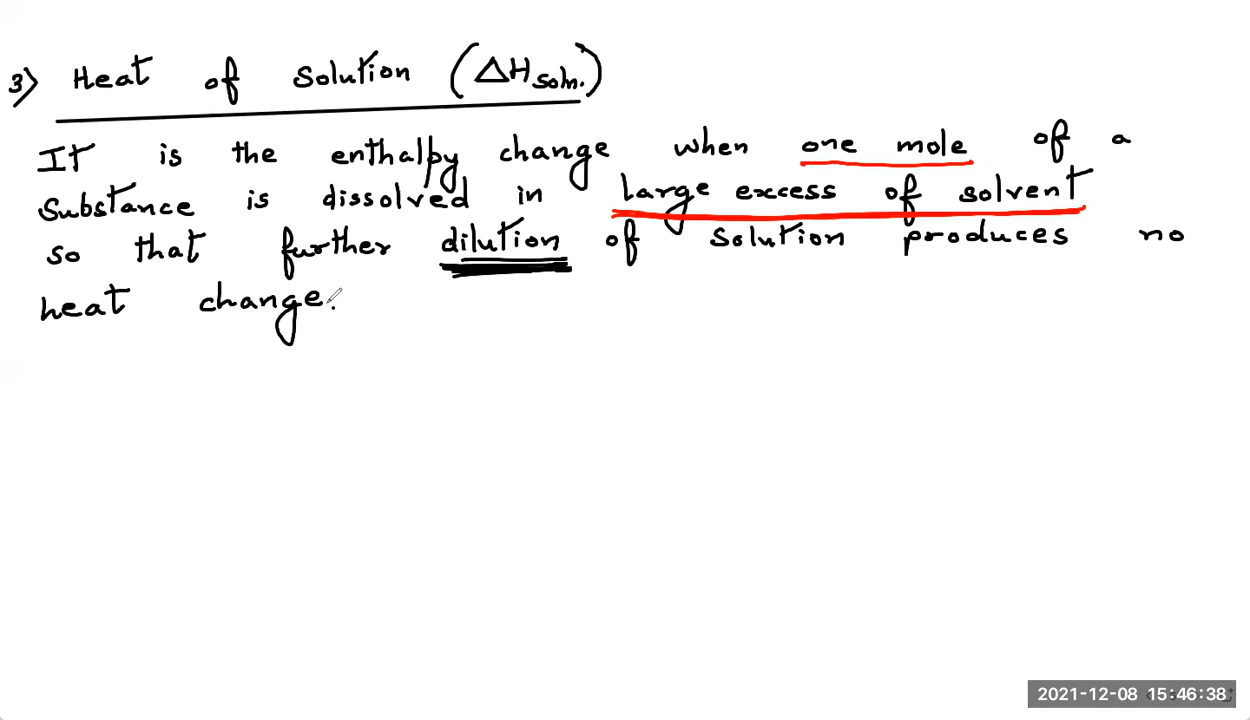 3) Heat of Solution (ΔHsoln.)
It is the enthalpy change when one mole of a
Substance is dissolved in large excess of solvent
so that further dilution of solution produces no
heat change.
2021-12-08 15:46:38